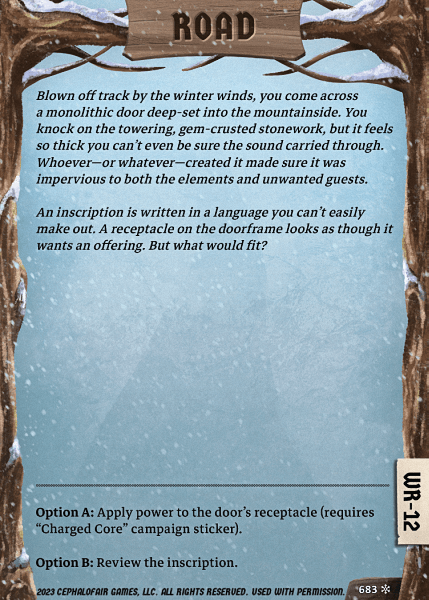 ROAD
Blown off track by the winter winds, you come across
a monolithic door deep-set into the mountainside. You
knock on the towering, gem-crusted stonework, but it feels
so thick you can't even be sure the sound carried through.
Whoever—or whatever—created it made sure it was
impervious to both the elements and unwanted guests.
An inscription is written in a language you can't easily
make out. A receptacle on the doorframe looks as though it
wants an offering. But what would fit?
WR-12
Option A: Apply power to the door's receptacle (requires
“Charged Core” campaign sticker).
Option B: Review the inscription.
2023 CEPHALOFAIR GAMES, LLC. ALL RIGHTS RESERVED. USED WITH PERMISSION.
683